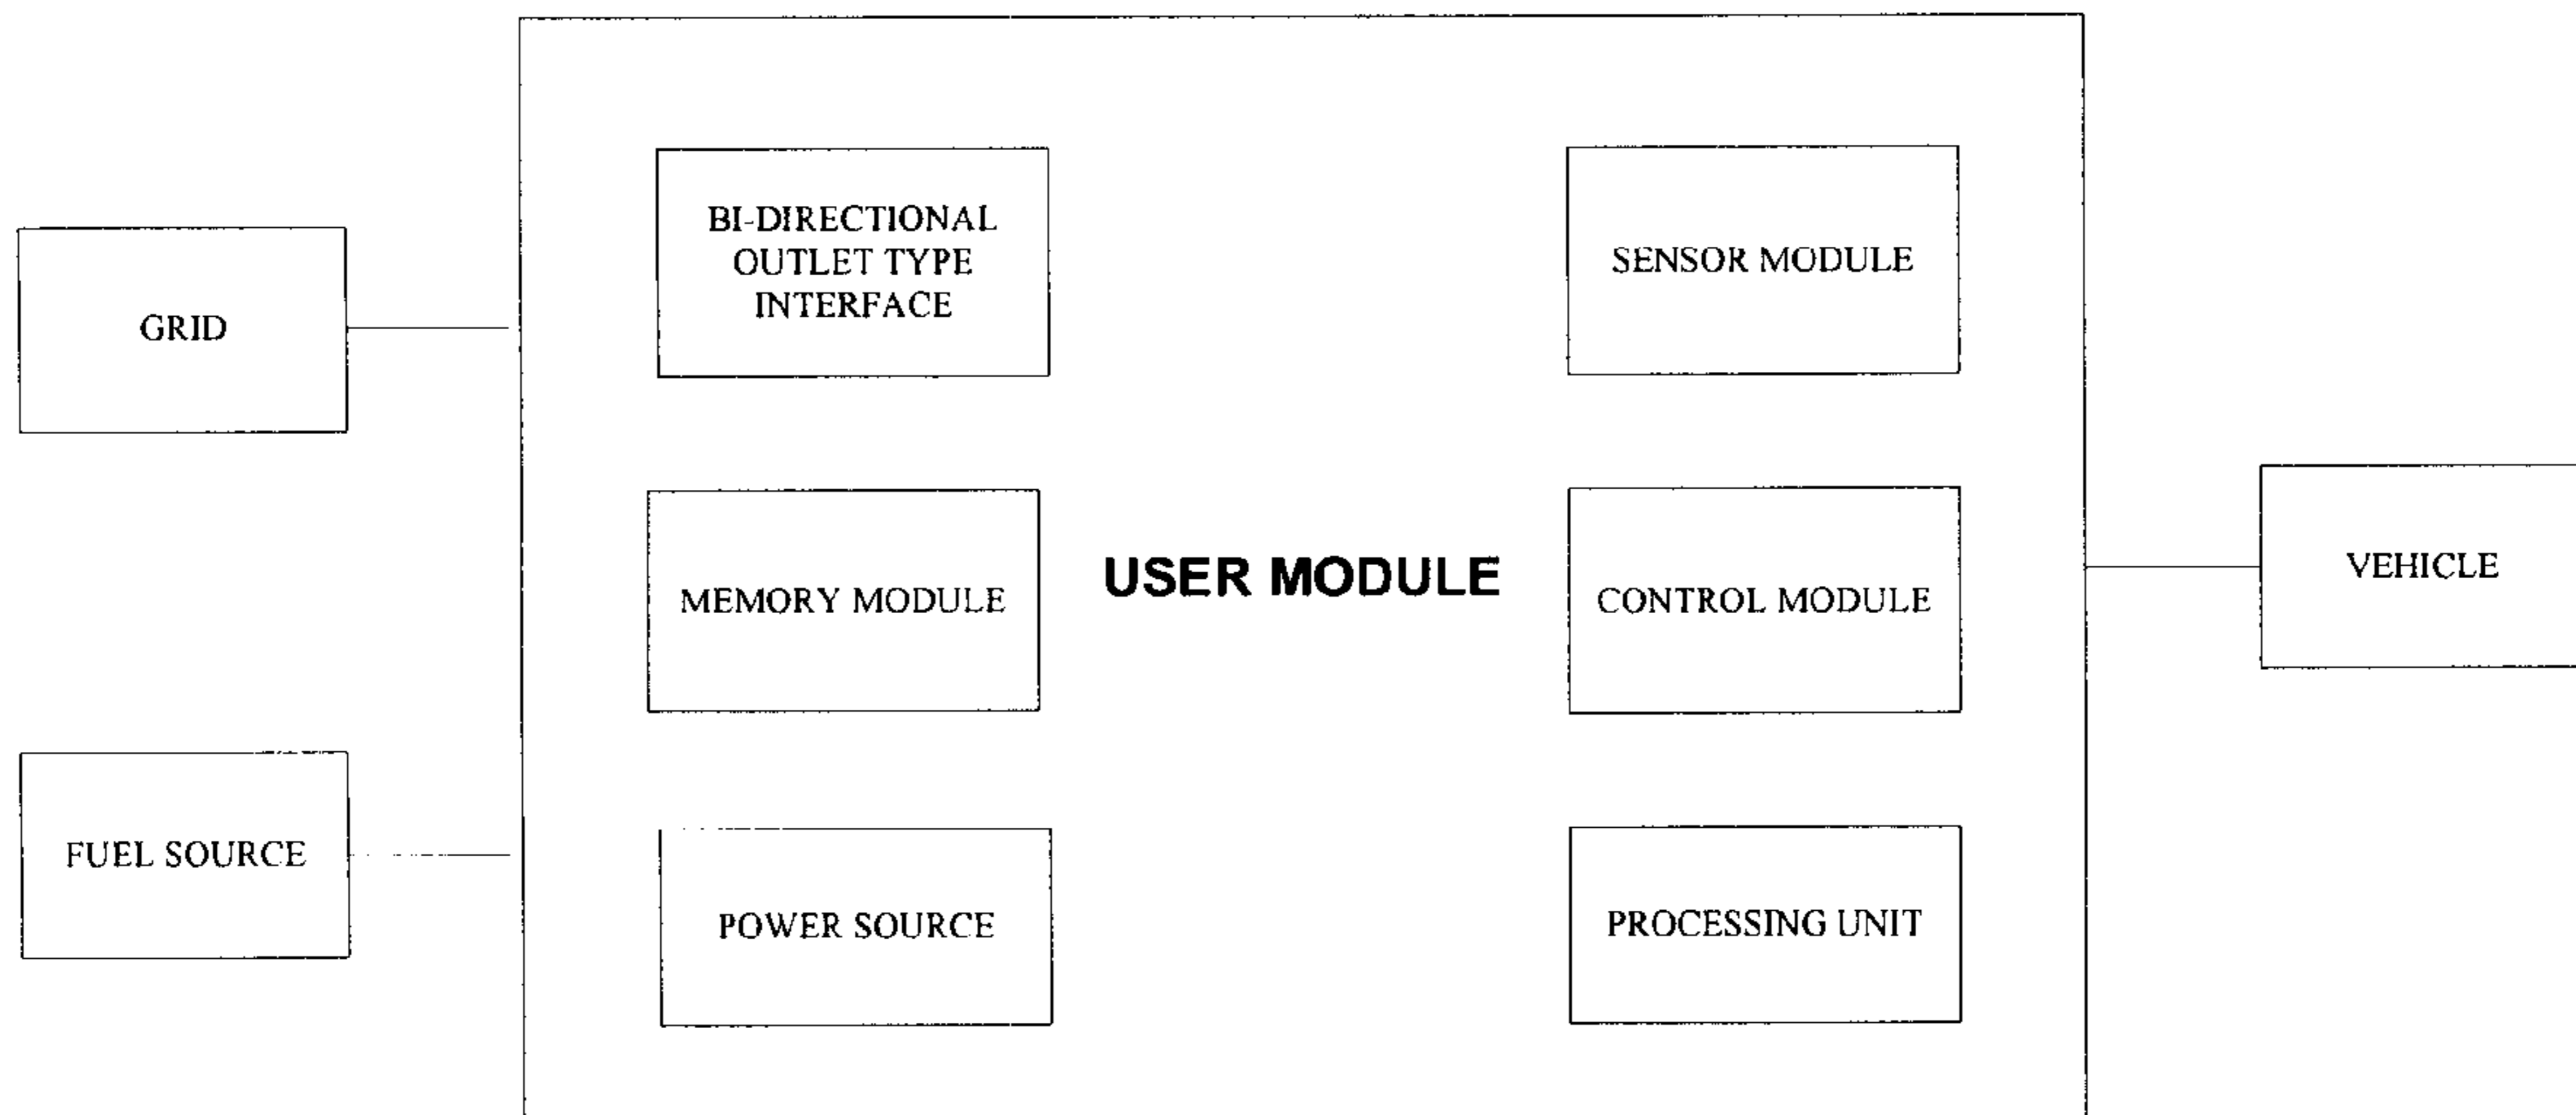 GRID
FUEL SOURCE
BI-DIRECTIONAL
OUTLET TYPE
INTERFACE
MEMORY MODULE
POWER SOURCE
USER MODULE
SENSOR MODULE
CONTROL MODULE
PROCESSING UNIT
VEHICLE